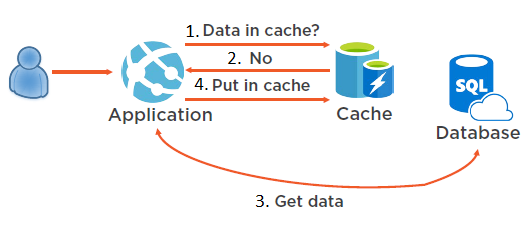 1. Data in cache?
2. No
4. Put in cache
Application
Cache
SQL
Database
3. Get data